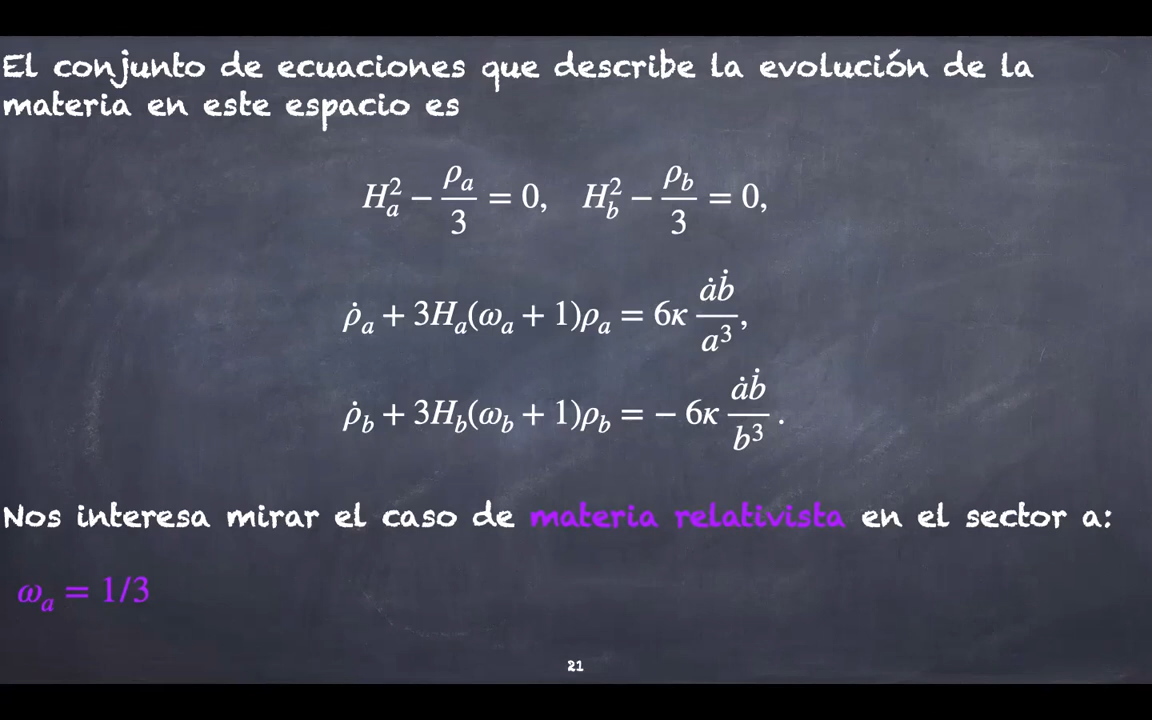 El conjunto de ecuaciones que describe la evolución de la
materia en este espacio es
H_a^2 − ρ_a/3 = 0, H_b^2 − ρ_b/3 = 0,
ρ̇_a + 3H_a(ω_a + 1)ρ_a = 6κ ȧḃ/a^3,
ρ̇_b + 3H_b(ω_b + 1)ρ_b = − 6κ ȧḃ/b^3 .
Nos interesa mirar el caso de materia relativista en el sector a:
ω_a = 1/3
21